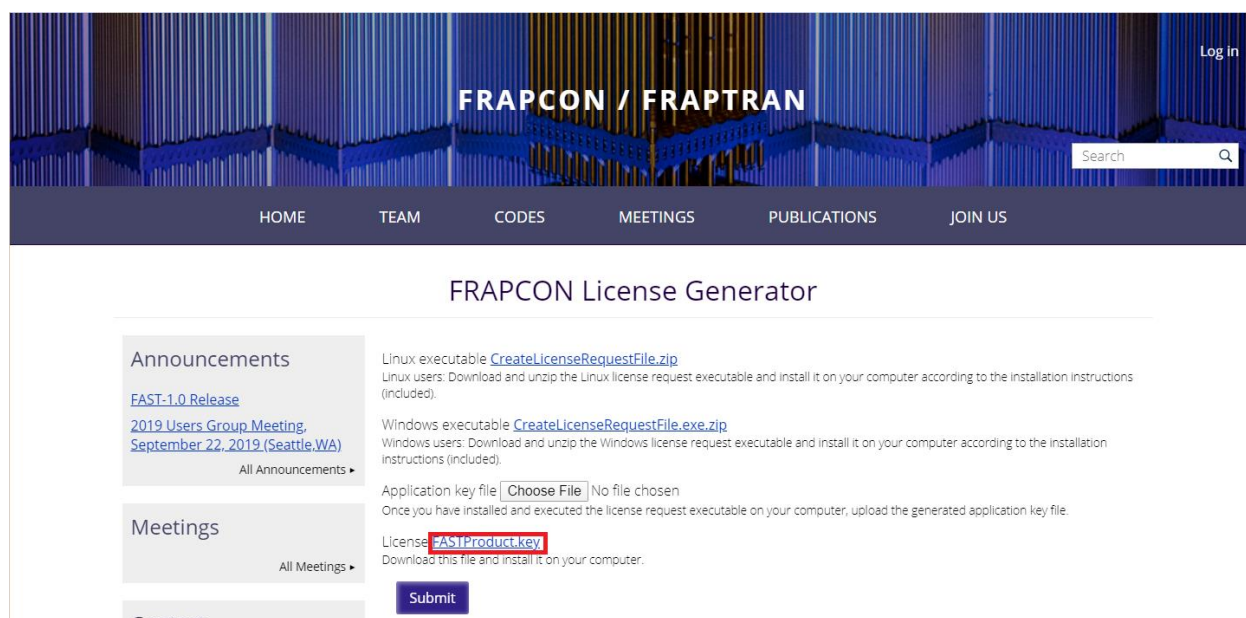 Log in
FRAPCON / FRAPTRAN
Search
HOME TEAM CODES MEETINGS PUBLICATIONS JOIN US
FRAPCON License Generator
Announcements
FAST-1.0 Release
2019 Users Group Meeting,
September 22, 2019 (Seattle,WA)
All Announcements ▸
Meetings
All Meetings ▸
Linux executable CreateLicenseRequestFile.zip
Linux users: Download and unzip the Linux license request executable and install it on your computer according to the installation instructions
(included).
Windows executable CreateLicenseRequestFile.exe.zip
Windows users: Download and unzip the Windows license request executable and install it on your computer according to the installation
instructions (included).
Application key file Choose File No file chosen
Once you have installed and executed the license request executable on your computer, upload the generated application key file.
License FASTProduct.key
Download this file and install it on your computer.
Submit